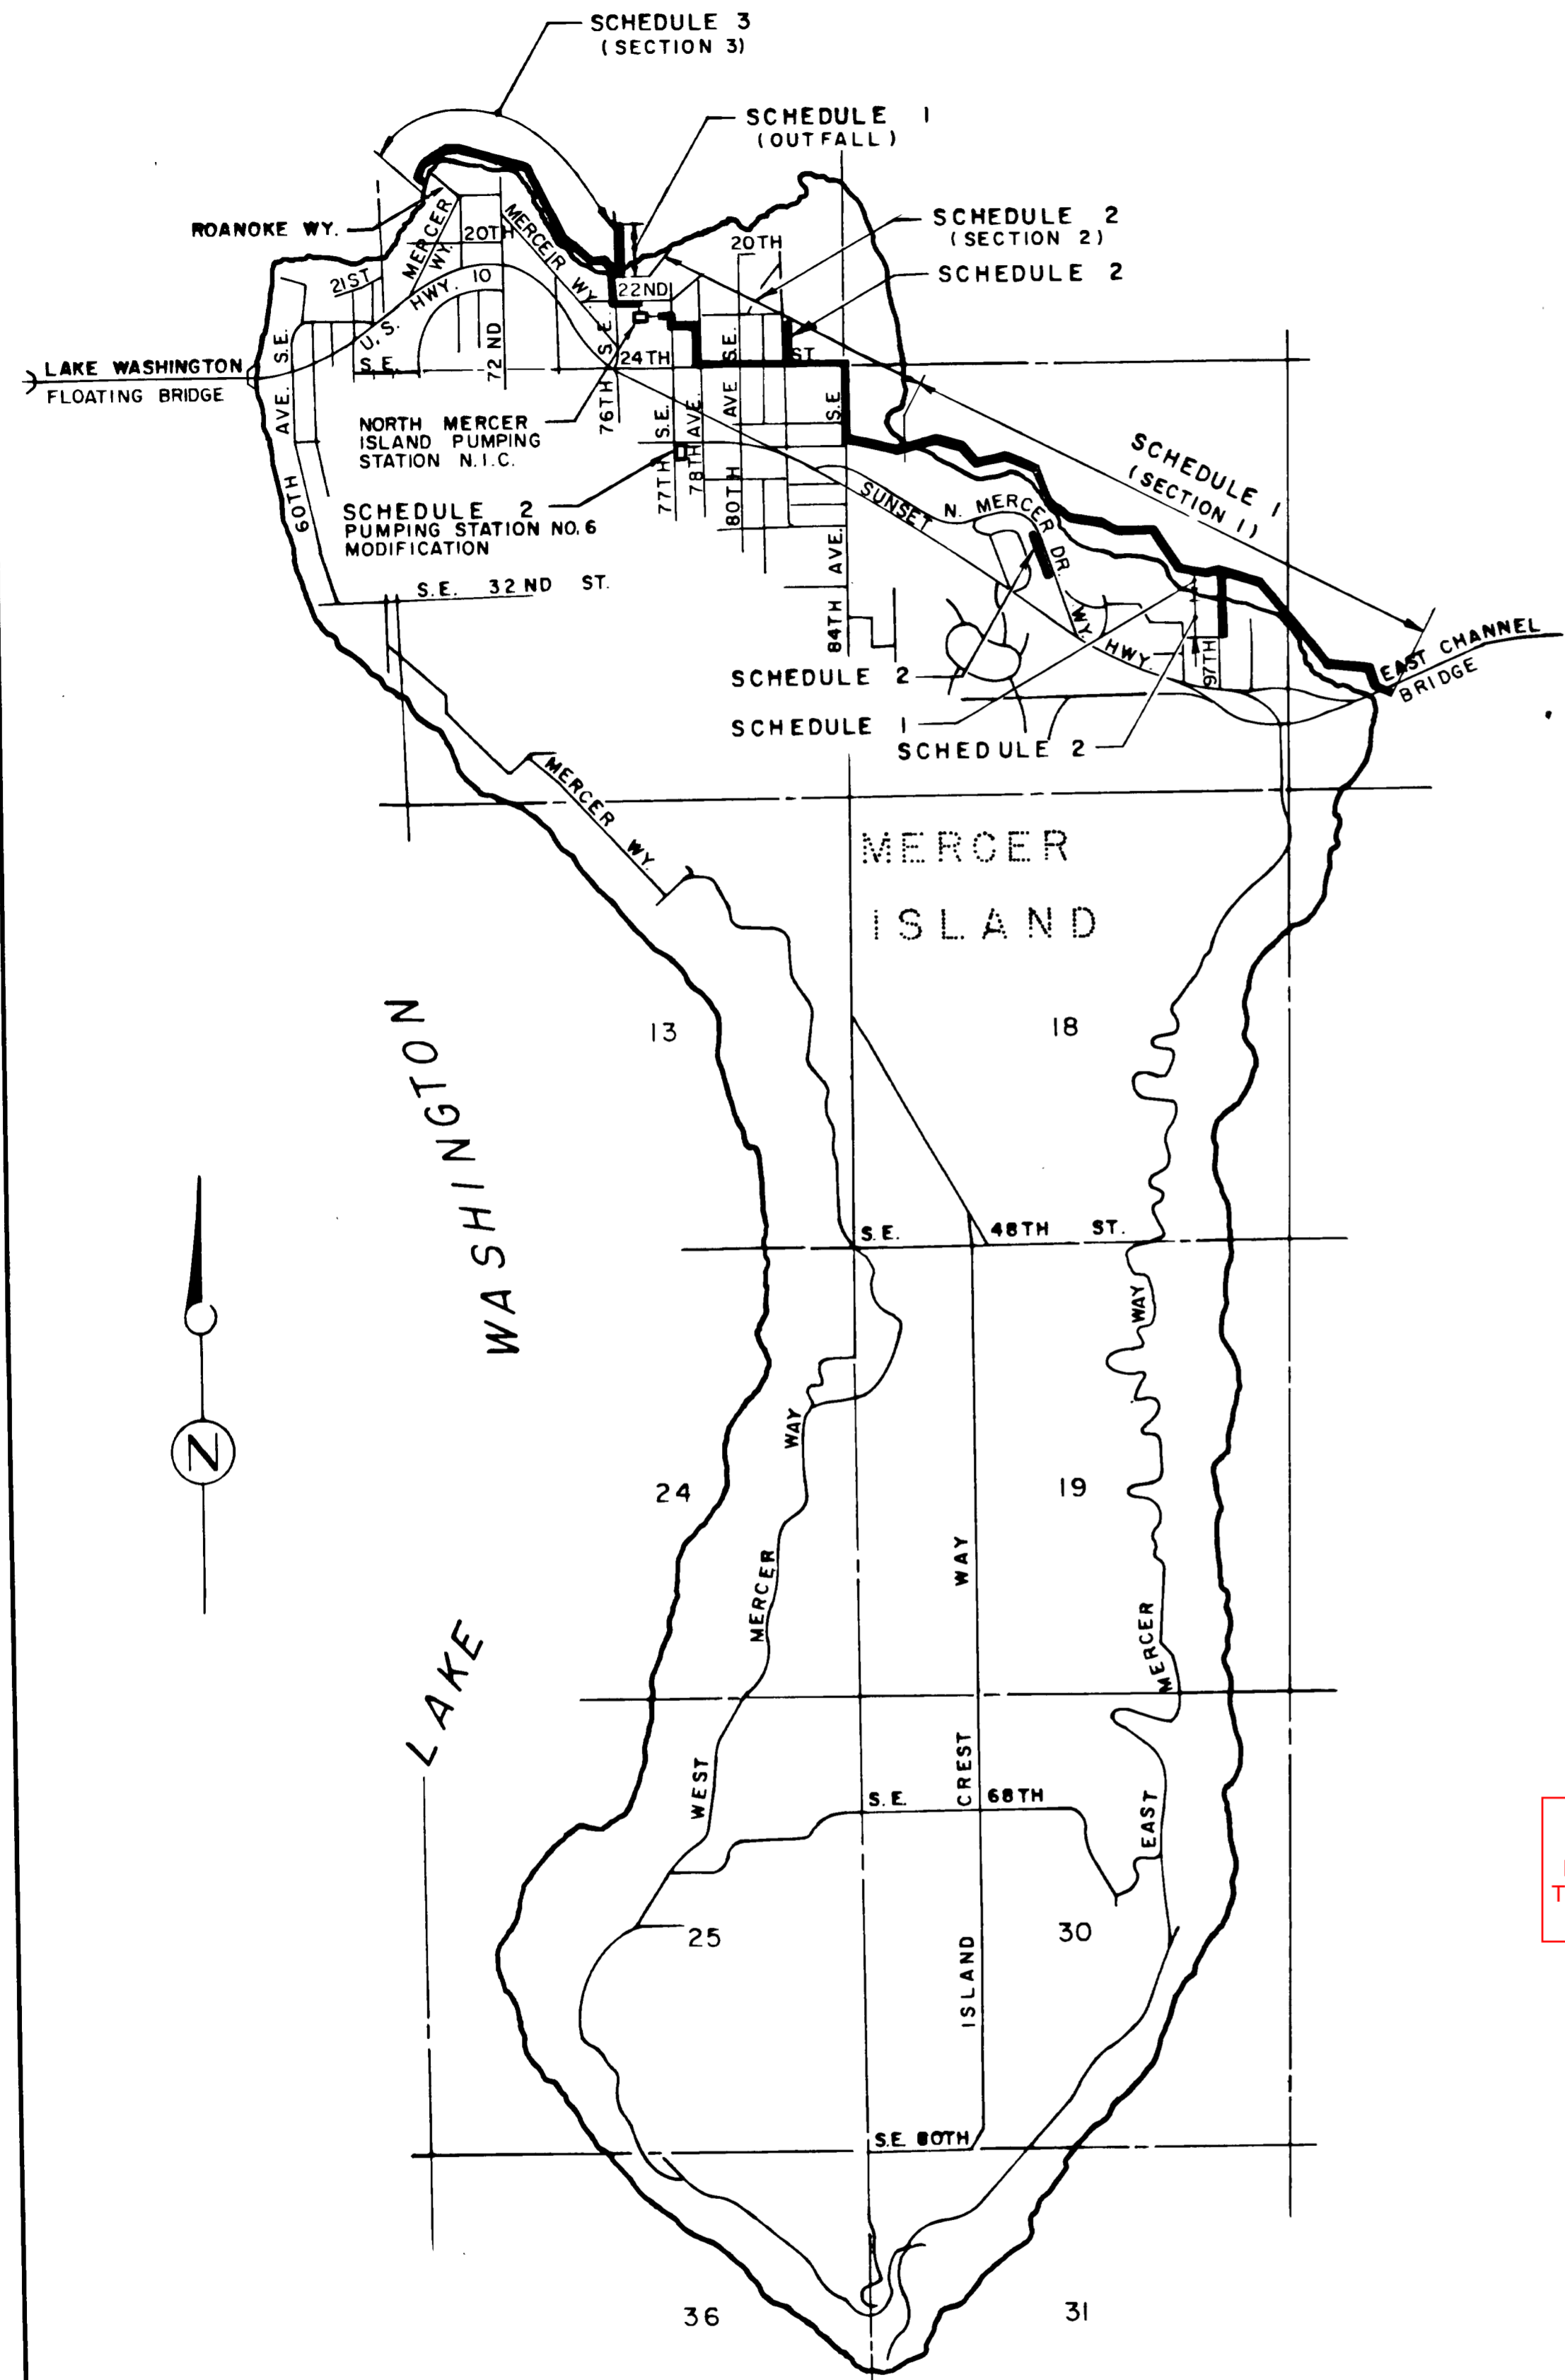 SCHEDULE 3
(SECTION 3)
SCHEDULE 1
(OUTFALL)
ROANOKE WY.
MERCER
WY.
20TH
MERCEIR WY.
20TH
SCHEDULE 2
(SECTION 2)
SCHEDULE 2
21ST
U.S. HWY. 10
22ND
LAKE WASHINGTON
FLOATING BRIDGE
S.E.
72 ND
76TH S E
24TH
ST.
AVE S.E.
S.E
60TH AVE. S.E.
NORTH MERCER
ISLAND PUMPING
STATION N.I.C.
77TH S.E.
78TH AVE.
80TH
SCHEDULE 2
PUMPING STATION NO. 6
MODIFICATION
SUNSET
HWY.
N. MERCER
DR.
WY.
SCHEDULE 1
(SECTION 1)
S.E. 32ND ST.
84TH AVE.
97TH
EAST CHANNEL
BRIDGE
SCHEDULE 2
SCHEDULE 1
SCHEDULE 2
MERCER WY.
MERCER
ISLAND
13
18
LAKE WASHINGTON
S.E. 48TH ST.
N
24
19
WEST MERCER WAY
ISLAND CREST WAY
EAST MERCER WAY
S.E. 68TH
25
30
S.E 80TH
36
31
T